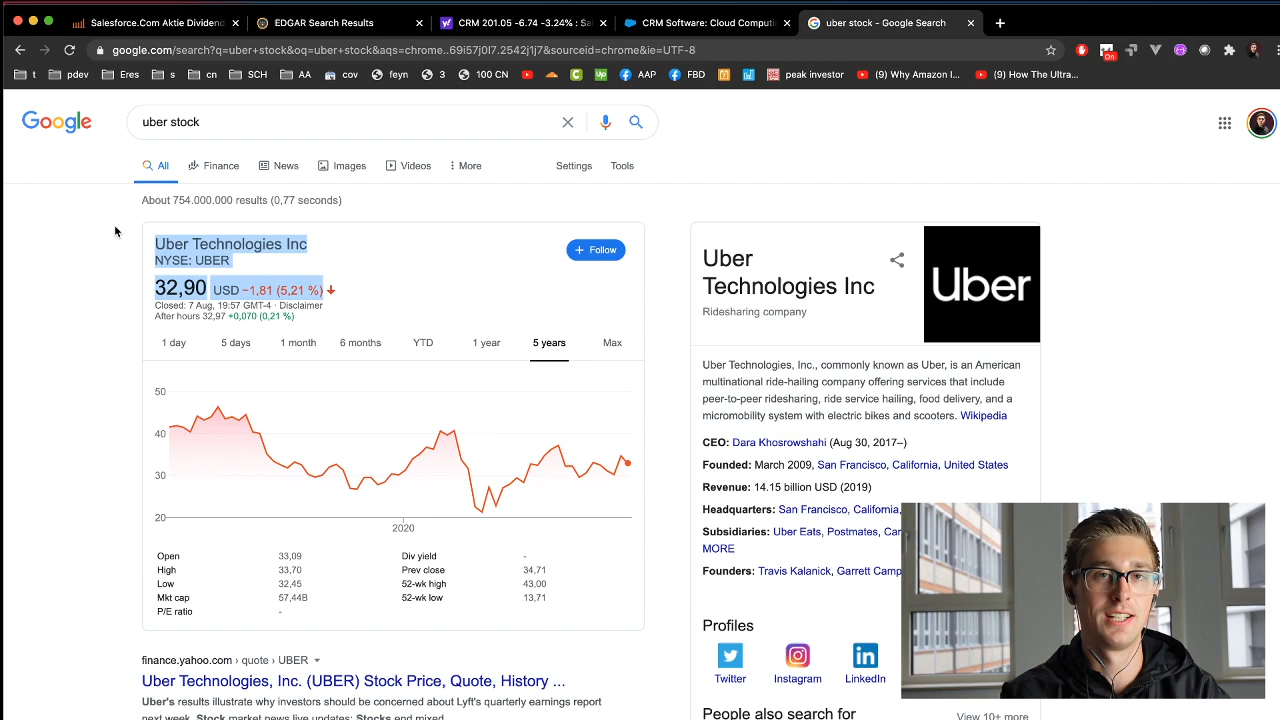 Salesforce.Com Aktie Dividend
EDGAR Search Results
CRM 201.05 -6.74 -3.24% : Sa
CRM Software: Cloud Computi
uber stock - Google Search
google.com/search?q=uber+stock&oq=uber+stock&aqs=chrome..69i57j0l7.2542j1j7&sourceid=chrome&ie=UTF-8
t
pdev
Eres
s
cn
SCH
AA
cov
feyn
3
100 CN
AAP
FBD
peak investor
(9) Why Amazon I...
(9) How The Ultra...
On
Google
uber stock
All
Finance
News
Images
Videos
More
Settings
Tools
About 754.000.000 results (0,77 seconds)
Uber Technologies Inc
NYSE: UBER
+ Follow
32,90 USD −1,81 (5,21 %)
Closed: 7 Aug, 19:57 GMT-4 · Disclaimer
After hours 32,97 +0,070 (0,21 %)
1 day
5 days
1 month
6 months
YTD
1 year
5 years
Max
50
40
30
20
2020
Open 33,09
High 33,70
Low 32,45
Mkt cap 57,44B
P/E ratio -
Div yield -
Prev close 34,71
52-wk high 43,00
52-wk low 13,71
finance.yahoo.com › quote › UBER
Uber Technologies, Inc. (UBER) Stock Price, Quote, History ...
Uber's results illustrate why investors should be concerned about Lyft's quarterly earnings report
next week. Stock market news live updates: Stocks end mixed
Uber
Technologies Inc
Ridesharing company
Uber
Uber Technologies, Inc., commonly known as Uber, is an American
multinational ride-hailing company offering services that include
peer-to-peer ridesharing, ride service hailing, food delivery, and a
micromobility system with electric bikes and scooters. Wikipedia
CEO: Dara Khosrowshahi (Aug 30, 2017–)
Founded: March 2009, San Francisco, California, United States
Revenue: 14.15 billion USD (2019)
Headquarters: San Francisco, California,
Subsidiaries: Uber Eats, Postmates, Car
MORE
Founders: Travis Kalanick, Garrett Camp
Profiles
Twitter
Instagram
LinkedIn
People also search for
View 10+ more